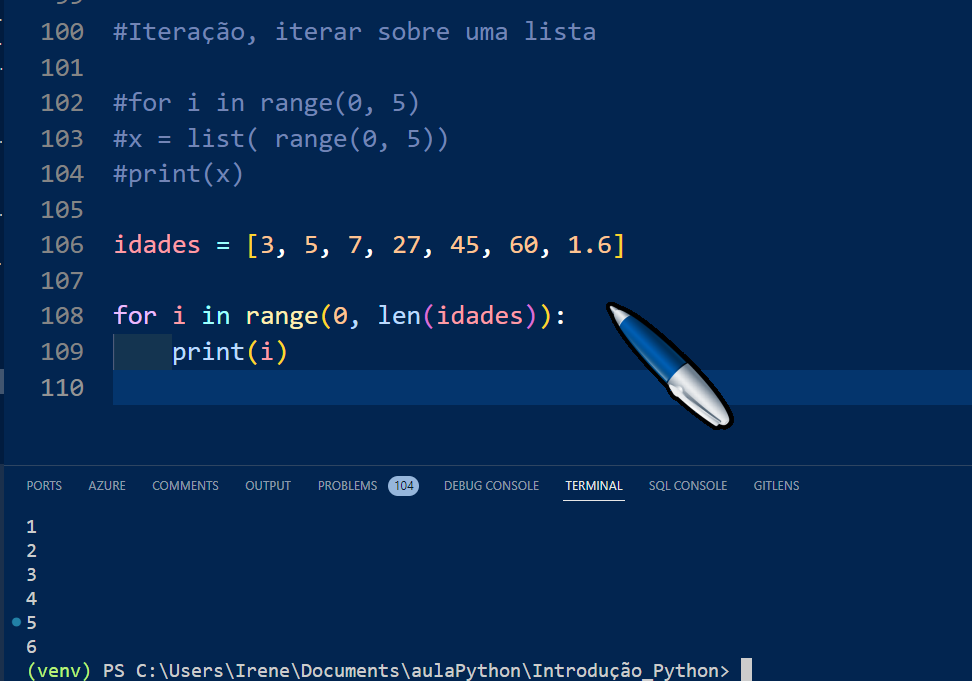 100 #Iteração, iterar sobre uma lista
101
102 #for i in range(0, 5)
103 #x = list( range(0, 5))
104 #print(x)
105
106 idades = [3, 5, 7, 27, 45, 60, 1.6]
107
108 for i in range(0, len(idades)):
109     print(i)
110
PORTS AZURE COMMENTS OUTPUT PROBLEMS 104 DEBUG CONSOLE TERMINAL SQL CONSOLE GITLENS
1
2
3
4
5
6
(venv) PS C:\Users\Irene\Documents\aulaPython\Introdução_Python>